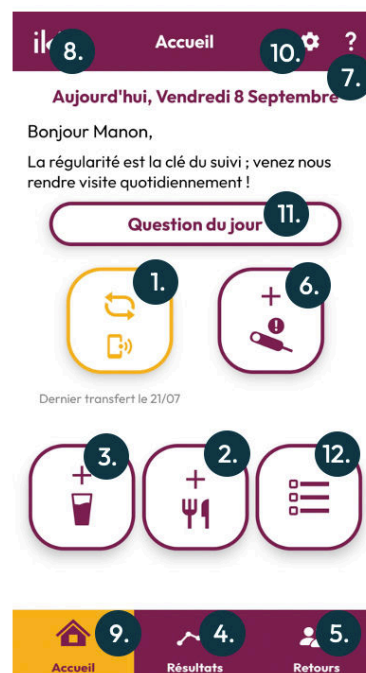 8.
Accueil
10.
?
7.
Aujourd'hui, Vendredi 8 Septembre
Bonjour Manon,
La régularité est la clé du suivi ; venez nous
rendre visite quotidiennement !
Question du jour
11.
1.
6.
Dernier transfert le 21/07
3.
2.
12.
9.
4.
5.
Accueil
Résultats
Retours